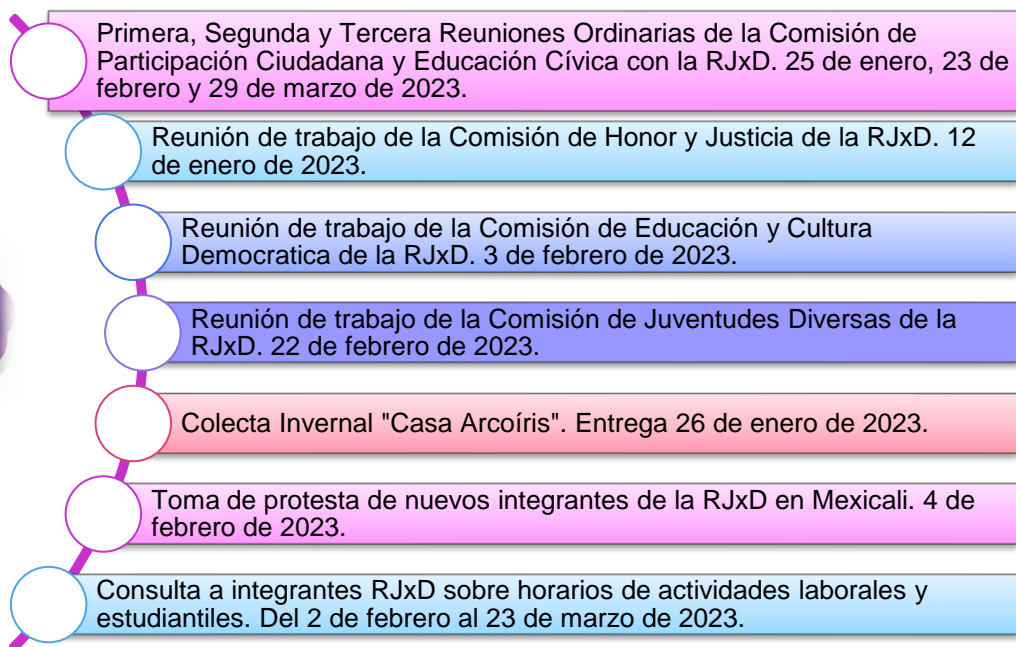 Primera, Segunda y Tercera Reuniones Ordinarias de la Comisión de
Participación Ciudadana y Educación Cívica con la RJxD. 25 de enero, 23 de
febrero y 29 de marzo de 2023.
Reunión de trabajo de la Comisión de Honor y Justicia de la RJxD. 12
de enero de 2023.
Reunión de trabajo de la Comisión de Educación y Cultura
Democratica de la RJxD. 3 de febrero de 2023.
Reunión de trabajo de la Comisión de Juventudes Diversas de la
RJxD. 22 de febrero de 2023.
Colecta Invernal "Casa Arcoíris". Entrega 26 de enero de 2023.
Toma de protesta de nuevos integrantes de la RJxD en Mexicali. 4 de
febrero de 2023.
Consulta a integrantes RJxD sobre horarios de actividades laborales y
estudiantiles. Del 2 de febrero al 23 de marzo de 2023.